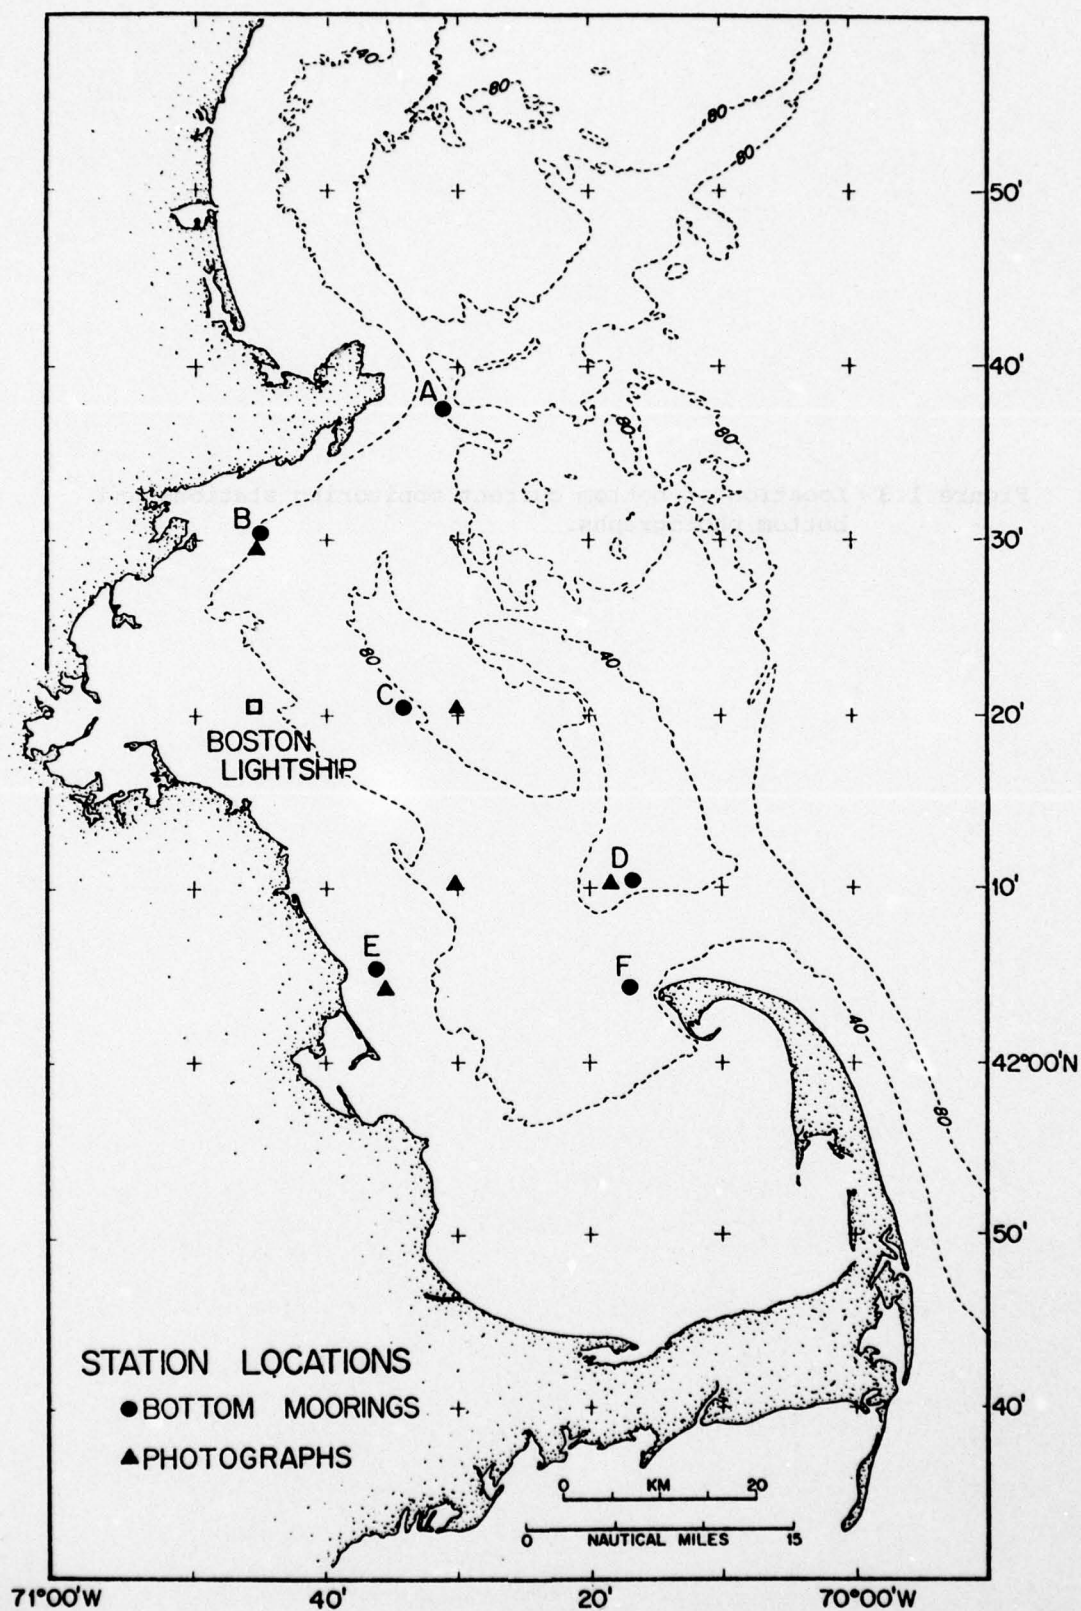 40
80
80
80
50'
40'
A
80
80
B
30'
80
40
C
20'
BOSTON
LIGHTSHIP
D
10'
E
F
40
42°00'N
80
50'
STATION LOCATIONS
BOTTOM MOORINGS
40'
PHOTOGRAPHS
0 KM 20
0 NAUTICAL MILES 15
71°00'W 40' 20' 70°00'W